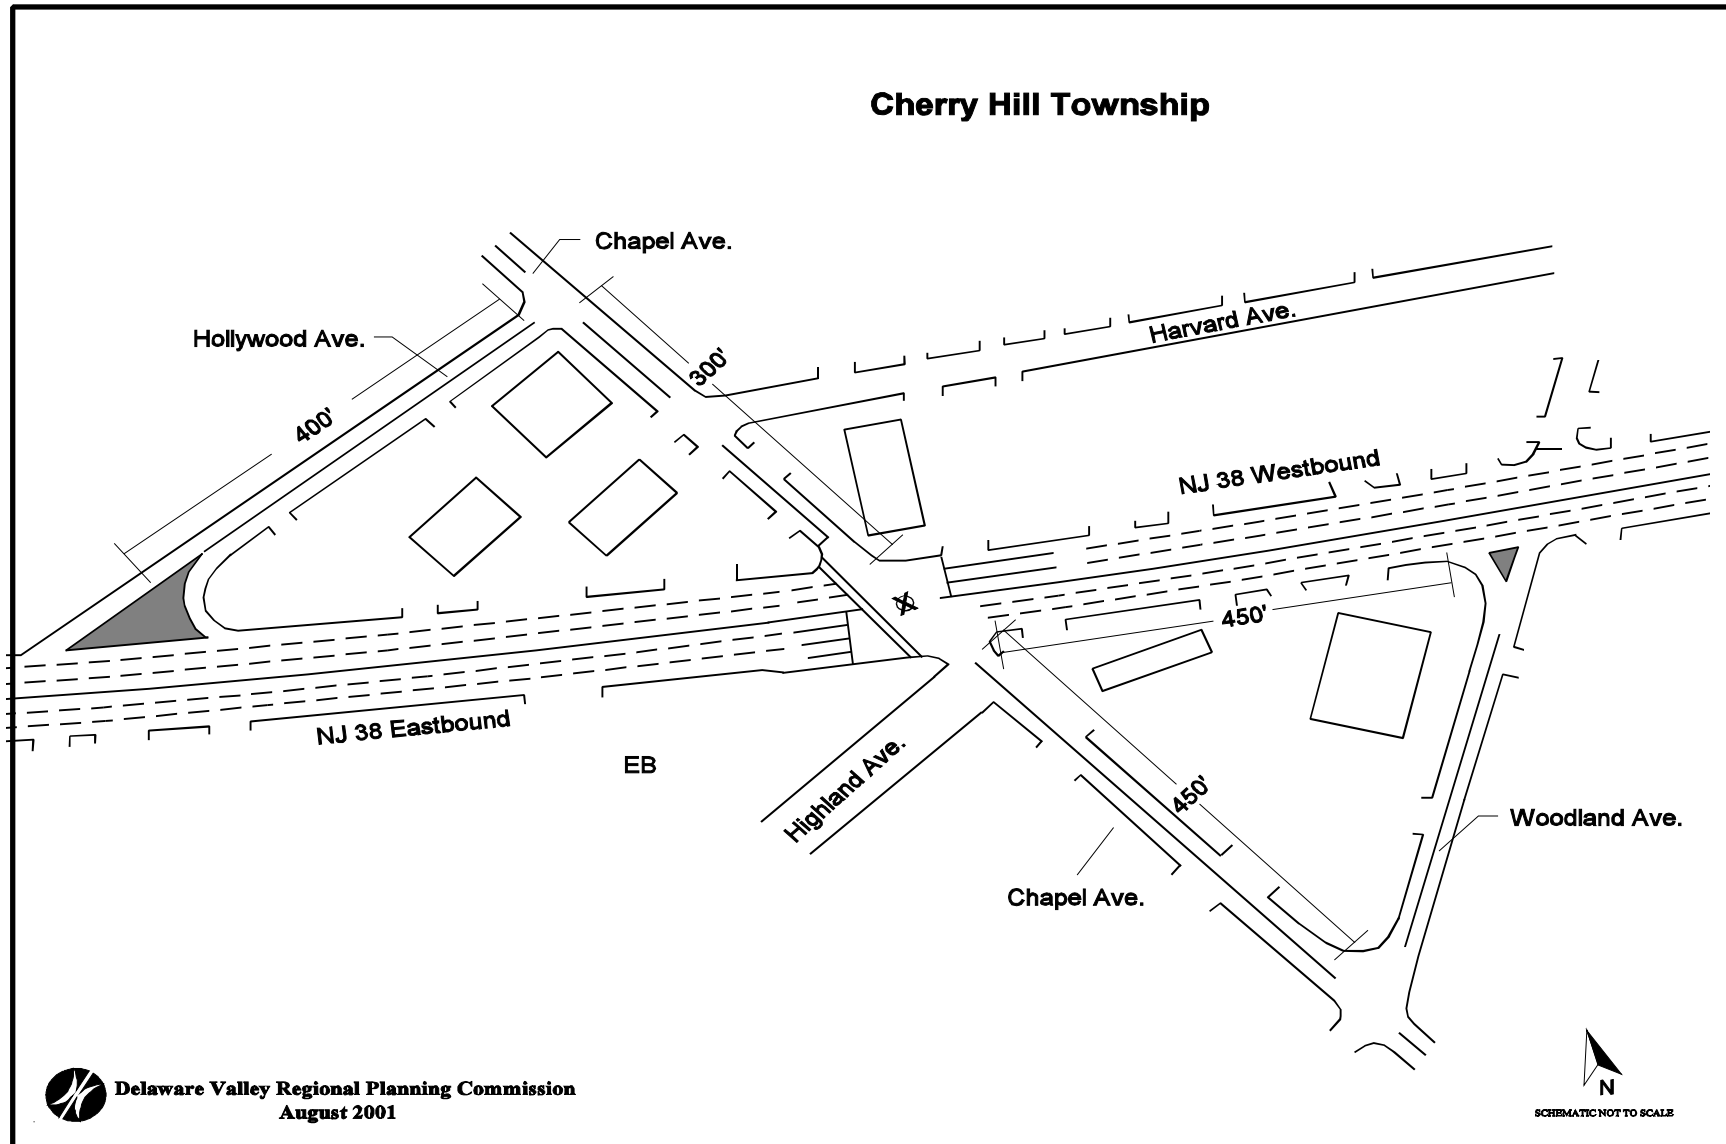 Cherry Hill Township
Chapel Ave.
Hollywood Ave.
Harvard Ave.
300'
400'
NJ 38 Westbound
450'
NJ 38 Eastbound
EB
Highland Ave.
450'
Woodland Ave.
Chapel Ave.
Delaware Valley Regional Planning Commission
August 2001
N
SCHEMATIC NOT TO SCALE